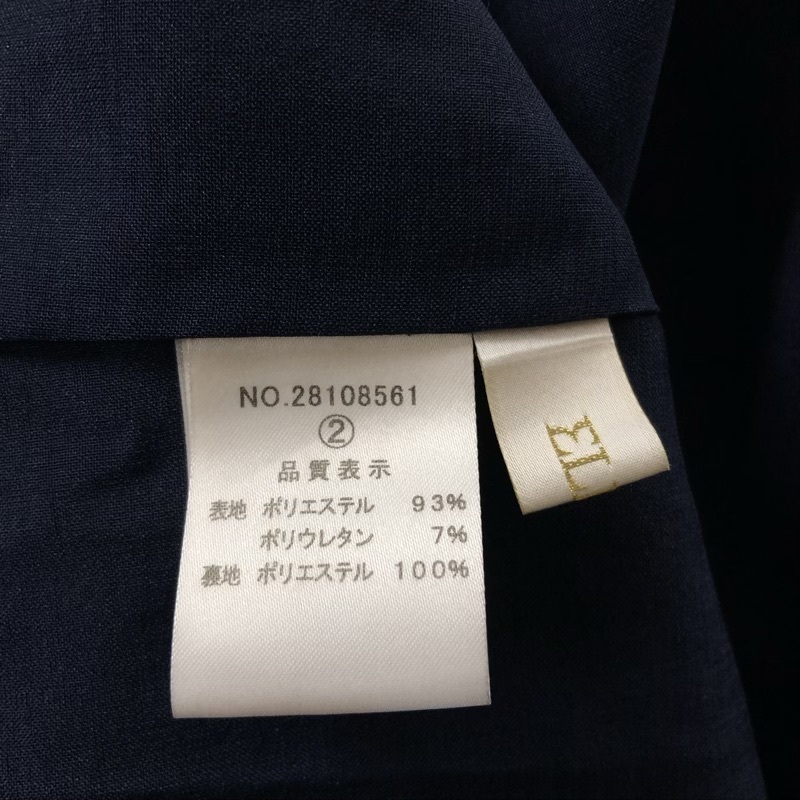 NO.28108561
②
品質表示
表地 ポリエステル 93%
ポリウレタン 7%
裏地 ポリエステル 100%
13